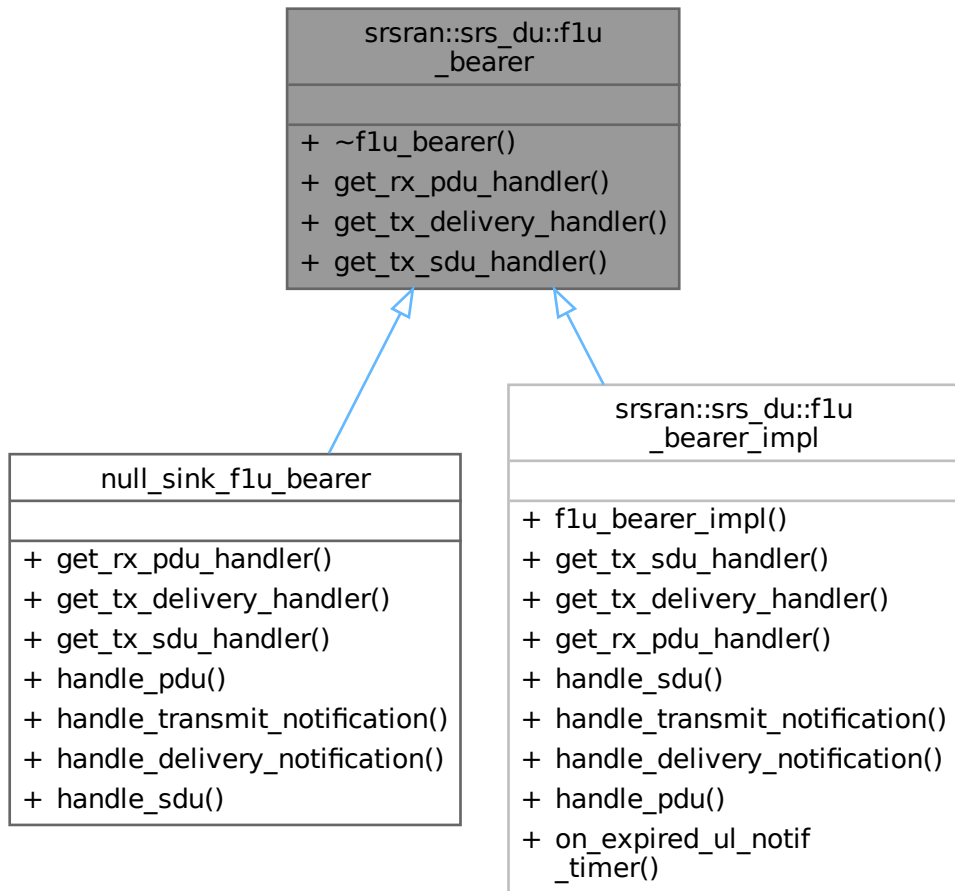 srsran::srs_du::f1u
_bearer
+ ~f1u_bearer()
+ get_rx_pdu_handler()
+ get_tx_delivery_handler()
+ get_tx_sdu_handler()
null_sink_f1u_bearer
+ get_rx_pdu_handler()
+ get_tx_delivery_handler()
+ get_tx_sdu_handler()
+ handle_pdu()
+ handle_transmit_notification()
+ handle_delivery_notification()
+ handle_sdu()
srsran::srs_du::f1u
_bearer_impl
+ f1u_bearer_impl()
+ get_tx_sdu_handler()
+ get_tx_delivery_handler()
+ get_rx_pdu_handler()
+ handle_sdu()
+ handle_transmit_notification()
+ handle_delivery_notification()
+ handle_pdu()
+ on_expired_ul_notif
_timer()